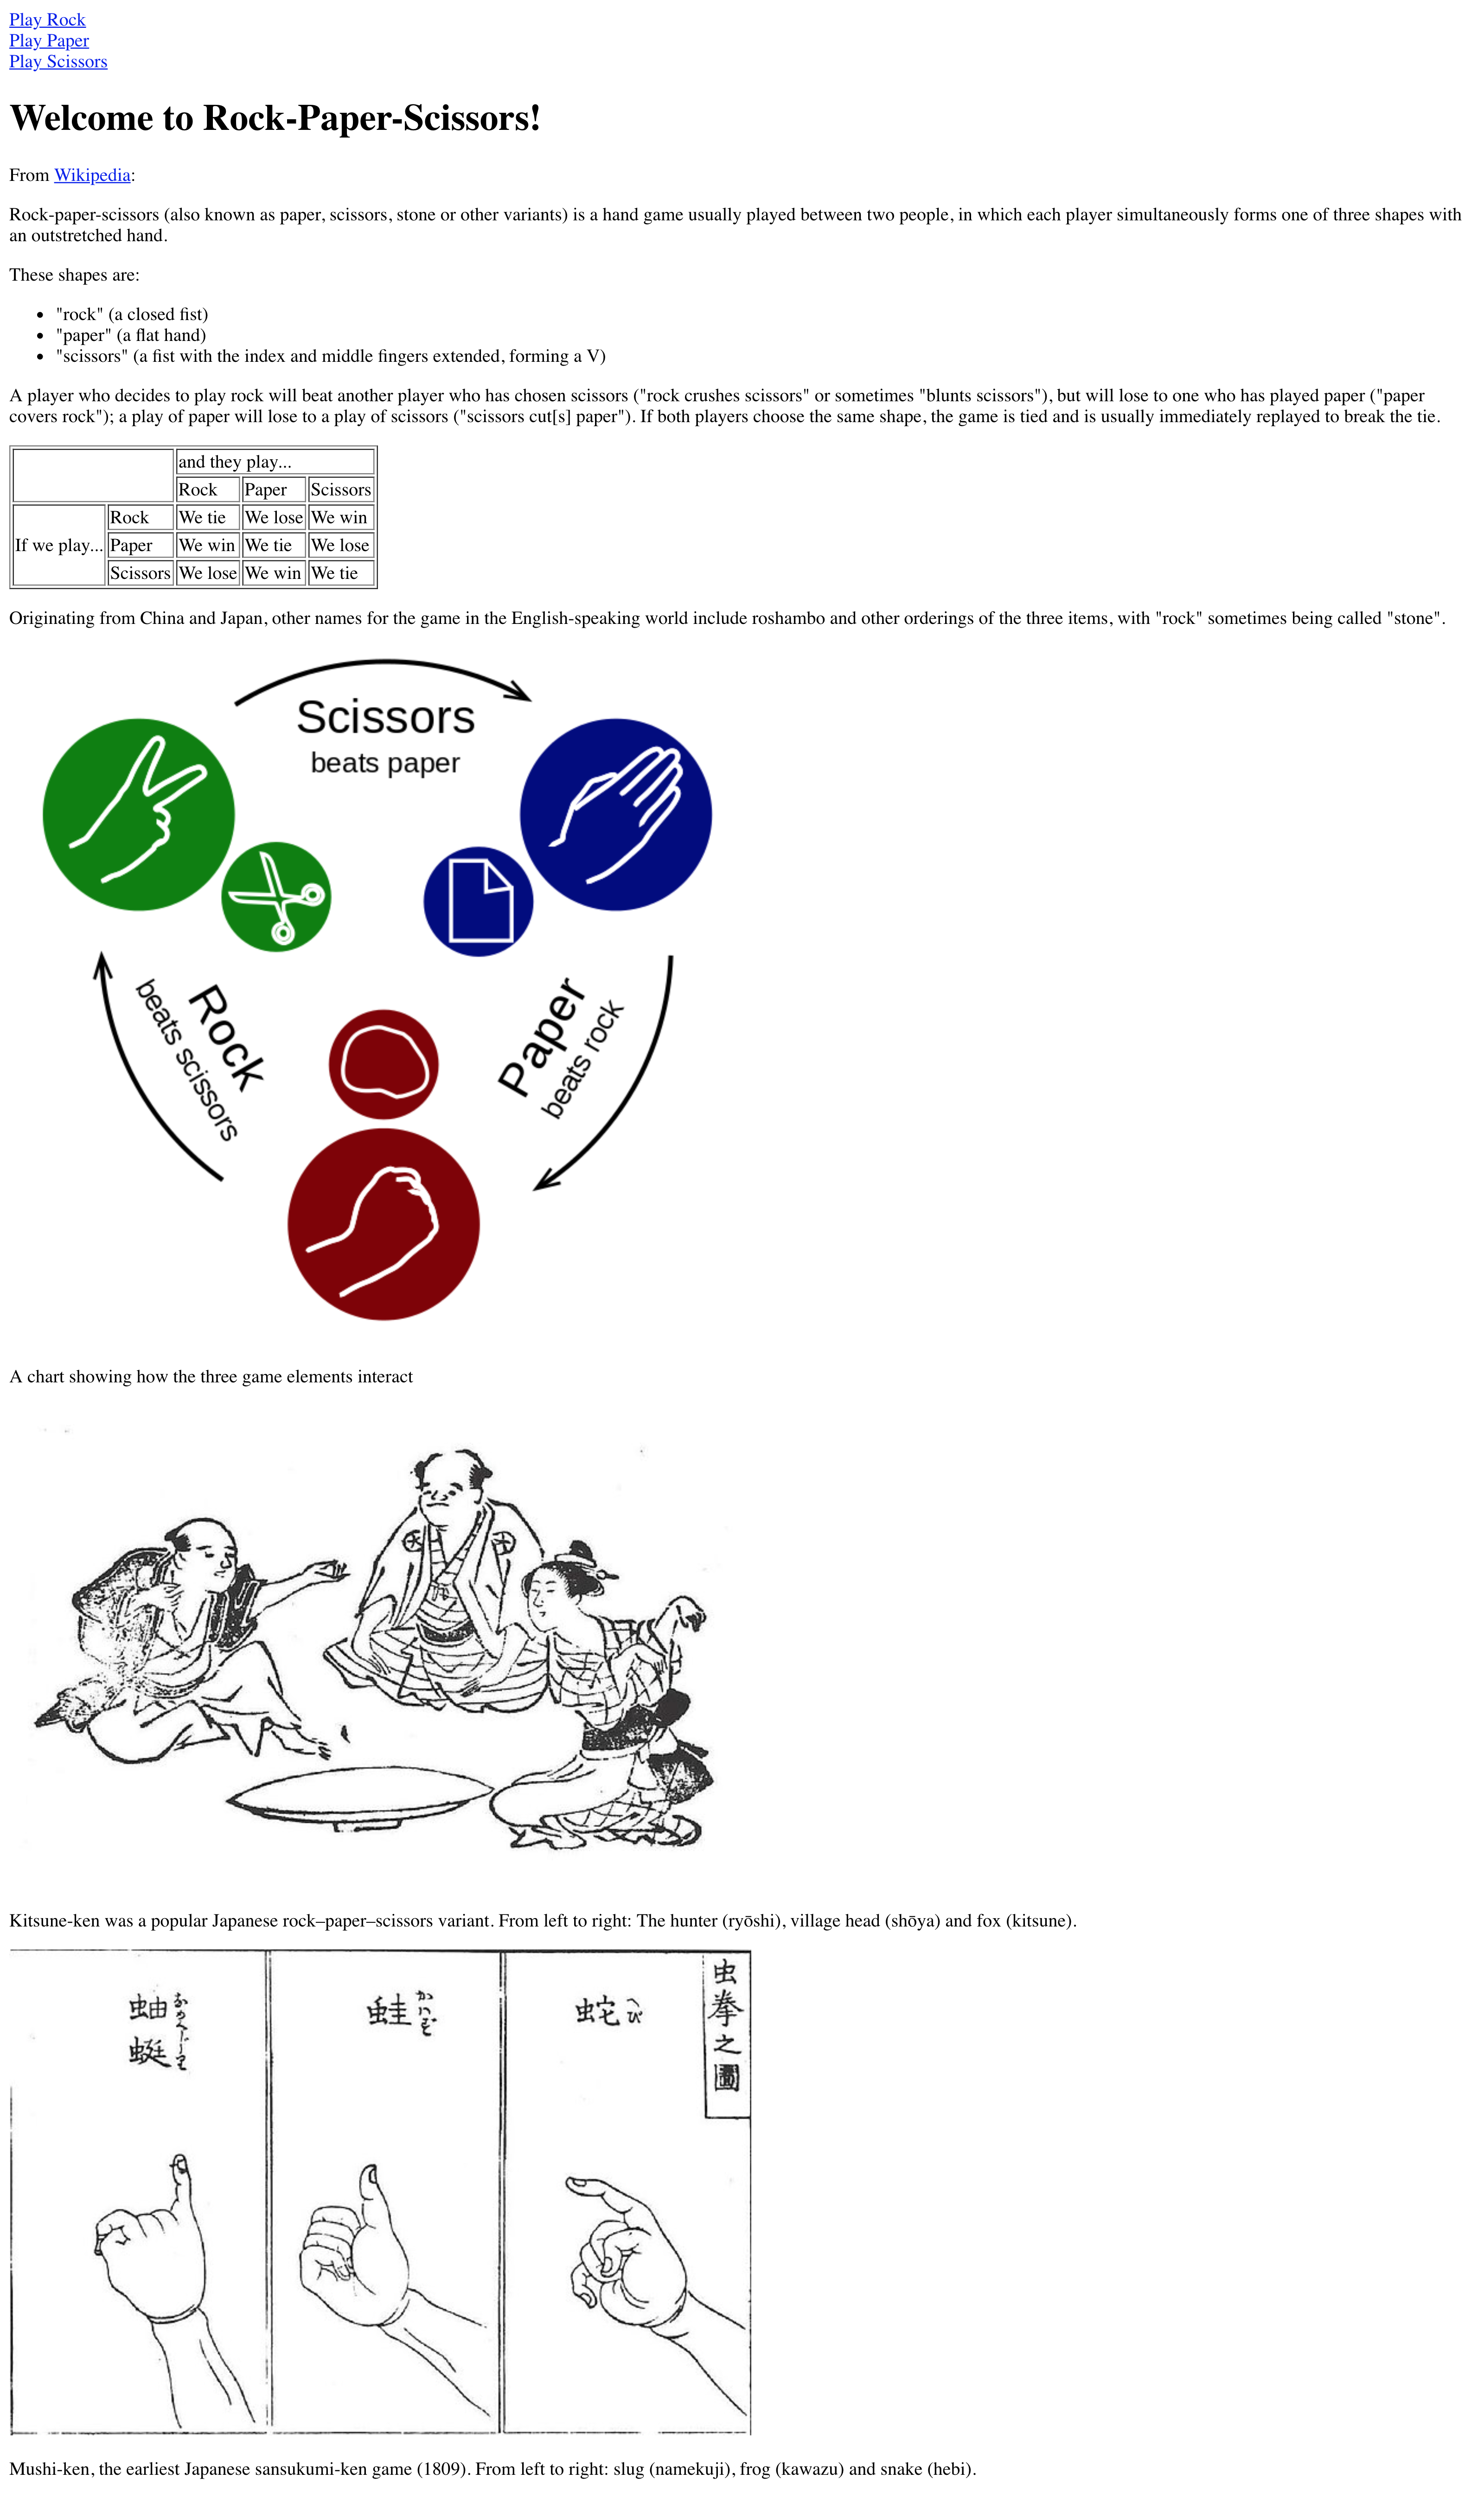 Play Rock
Play Paper
Play Scissors
Welcome to Rock-Paper-Scissors!
From Wikipedia:
Rock-paper-scissors (also known as paper, scissors, stone or other variants) is a hand game usually played between two people, in which each player simultaneously forms one of three shapes with
an outstretched hand.
These shapes are:
"rock" (a closed fist)
"paper" (a flat hand)
"scissors" (a fist with the index and middle fingers extended, forming a V)
A player who decides to play rock will beat another player who has chosen scissors ("rock crushes scissors" or sometimes "blunts scissors"), but will lose to one who has played paper ("paper
covers rock"); a play of paper will lose to a play of scissors ("scissors cut[s] paper"). If both players choose the same shape, the game is tied and is usually immediately replayed to break the tie.
and they play...
Rock Paper Scissors
If we play... Rock We tie We lose We win
Paper We win We tie We lose
Scissors We lose We win We tie
Originating from China and Japan, other names for the game in the English-speaking world include roshambo and other orderings of the three items, with "rock" sometimes being called "stone".
Scissors
beats paper
Rock
beats scissors
Paper
beats rock
A chart showing how the three game elements interact
Kitsune-ken was a popular Japanese rock–paper–scissors variant. From left to right: The hunter (ryōshi), village head (shōya) and fox (kitsune).
虫拳之圖
蛇 へび
蛙 かハず
蚰蜒
Mushi-ken, the earliest Japanese sansukumi-ken game (1809). From left to right: slug (namekuji), frog (kawazu) and snake (hebi).